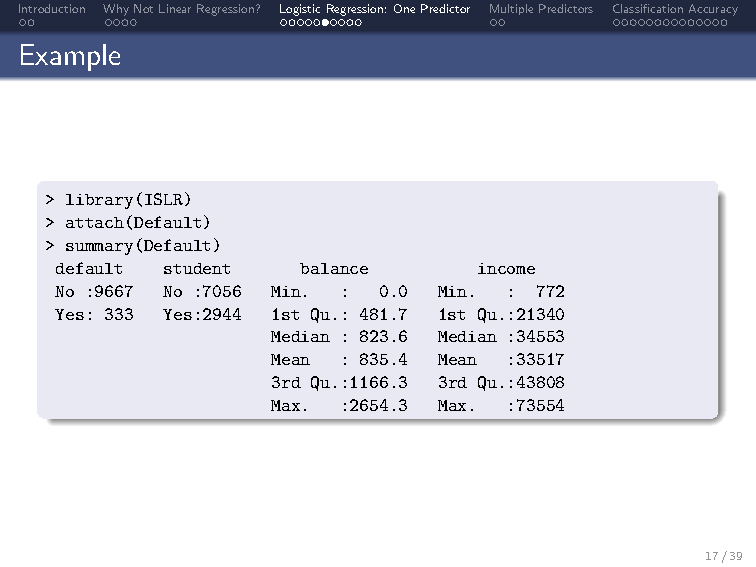 Introduction Why Not Linear Regression? Logistic Regression: One Predictor Multiple Predictors Classification Accuracy
Example
> library(ISLR)
> attach(Default)
> summary(Default)
default student balance income
No :9667 No :7056 Min. : 0.0 Min. : 772
Yes: 333 Yes:2944 1st Qu.: 481.7 1st Qu.:21340
Median : 823.6 Median :34553
Mean : 835.4 Mean :33517
3rd Qu.:1166.3 3rd Qu.:43808
Max. :2654.3 Max. :73554
17 / 39